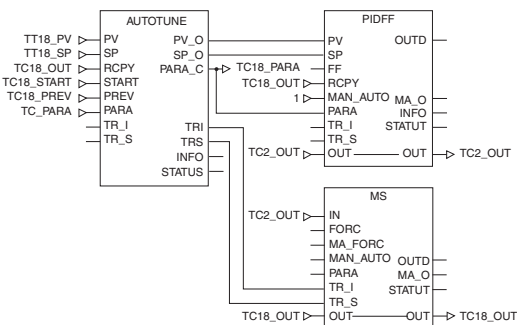 AUTOTUNE
TT18_PV
PV
PV_O
TT18_SP
SP
SP_O
TC18_OUT
RCPY
PARA_C
TC18_START
START
TC18_PREV
PREV
TC_PARA
PARA
TR_I
TRI
TR_S
TRS
INFO
STATUS
PIDFF
PV
OUTD
SP
TC18_PARA
FF
TC18_OUT
RCPY
1
MAN_AUTO
MA_O
PARA
INFO
TR_I
STATUT
TR_S
TC2_OUT
OUT
OUT
TC2_OUT
MS
TC2_OUT
IN
FORC
MA_FORC
MAN_AUTO
OUTD
PARA
MA_O
TR_I
STATUT
TR_S
TC18_OUT
OUT
OUT
TC18_OUT